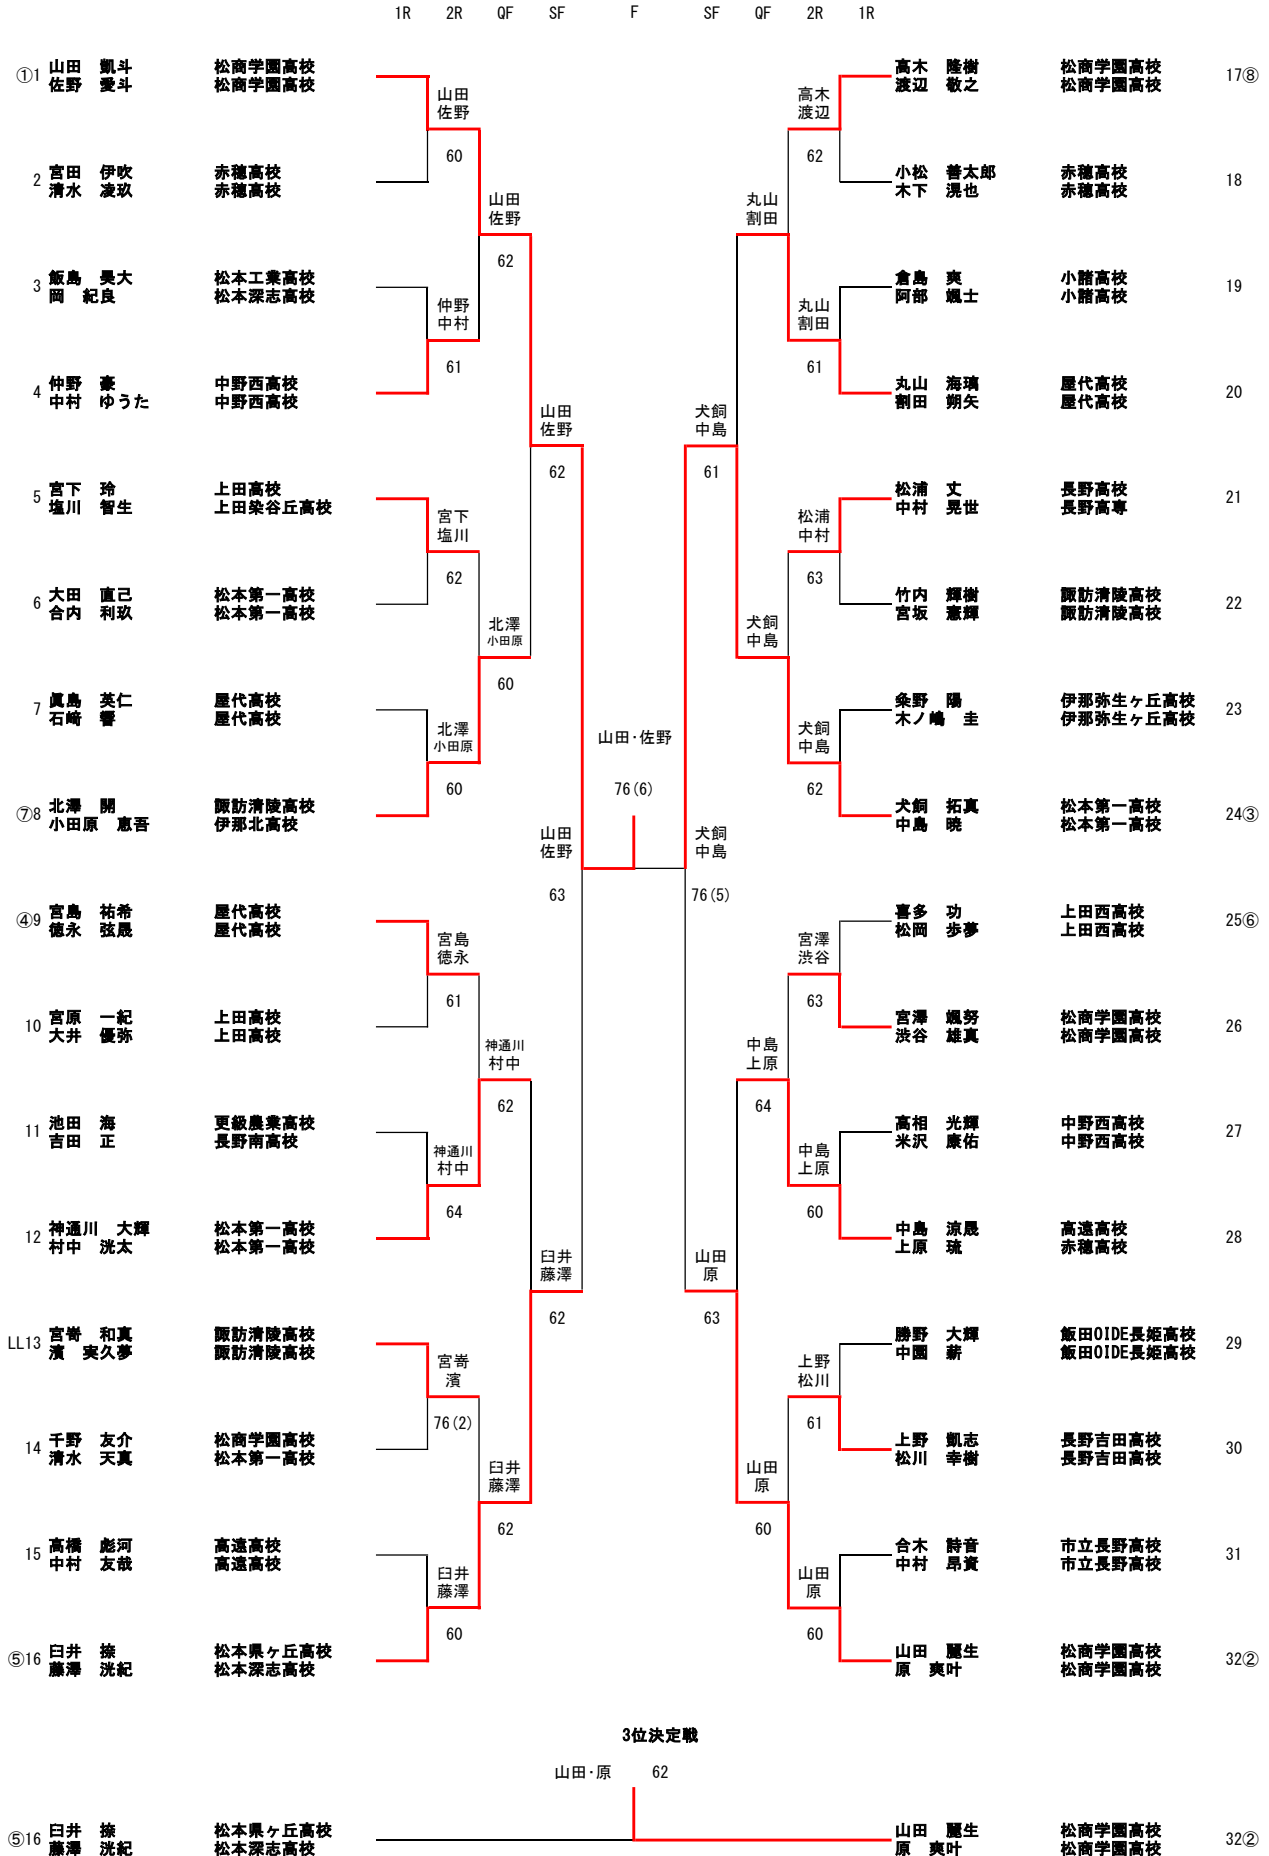 1R 2R QF SF F SF QF 2R 1R
①1 山田 凱斗 松商学園高校
佐野 愛斗 松商学園高校
2 宮田 伊吹 赤穂高校
清水 凌玖 赤穂高校
3 飯島 昊大 松本工業高校
岡 紀良 松本深志高校
4 仲野 豪 中野西高校
中村 ゆうた 中野西高校
5 宮下 玲 上田高校
塩川 智生 上田染谷丘高校
6 大田 直己 松本第一高校
合内 利玖 松本第一高校
7 眞島 英仁 屋代高校
石﨑 響 屋代高校
⑦8 北澤 開 諏訪清陵高校
小田原 恵吾 伊那北高校
④9 宮島 祐希 屋代高校
徳永 弦晟 屋代高校
10 宮原 一紀 上田高校
大井 優弥 上田高校
11 池田 海 更級農業高校
吉田 正 長野南高校
12 神通川 大輝 松本第一高校
村中 洸太 松本第一高校
LL13 宮嵜 和真 諏訪清陵高校
濱 実久夢 諏訪清陵高校
14 千野 友介 松商学園高校
清水 天真 松本第一高校
15 高橋 彪河 高遠高校
中村 友哉 高遠高校
⑤16 臼井 捺 松本県ヶ丘高校
藤澤 洸紀 松本深志高校
山田
佐野
60
仲野
中村
61
宮下
塩川
62
北澤
小田原
60
宮島
徳永
61
神通川
村中
64
宮嵜
濱
76(2)
臼井
藤澤
60
山田
佐野
62
北澤
小田原
60
神通川
村中
62
臼井
藤澤
62
山田
佐野
62
臼井
藤澤
62
山田
佐野
63
山田・佐野
76(6)
犬飼
中島
76(5)
犬飼
中島
61
山田
原
63
丸山
割田
犬飼
中島
中島
上原
64
山田
原
60
高木
渡辺
62
丸山
割田
61
松浦
中村
63
犬飼
中島
62
宮澤
渋谷
63
中島
上原
60
上野
松川
61
山田
原
60
高木 隆樹 松商学園高校 17⑧
渡辺 敬之 松商学園高校
小松 善太郎 赤穂高校 18
木下 滉也 赤穂高校
倉島 爽 小諸高校 19
阿部 颯士 小諸高校
丸山 海璃 屋代高校 20
割田 朔矢 屋代高校
松浦 丈 長野高校 21
中村 晃世 長野高専
竹内 輝樹 諏訪清陵高校 22
宮坂 憲輝 諏訪清陵高校
粂野 陽 伊那弥生ヶ丘高校 23
木ノ嶋 圭 伊那弥生ヶ丘高校
犬飼 拓真 松本第一高校 24③
中島 暁 松本第一高校
喜多 功 上田西高校 25⑥
松岡 歩夢 上田西高校
宮澤 颯努 松商学園高校 26
渋谷 雄真 松商学園高校
高相 光輝 中野西高校 27
米沢 康佑 中野西高校
中島 涼晟 高遠高校 28
上原 琉 赤穂高校
勝野 大輝 飯田OIDE長姫高校 29
中園 薪 飯田OIDE長姫高校
上野 凱志 長野吉田高校 30
松川 幸樹 長野吉田高校
合木 詩音 市立長野高校 31
中村 昂資 市立長野高校
山田 麗生 松商学園高校 32②
原 爽叶 松商学園高校
3位決定戦
山田・原 62
⑤16 臼井 捺 松本県ヶ丘高校
藤澤 洸紀 松本深志高校
山田 麗生 松商学園高校 32②
原 爽叶 松商学園高校